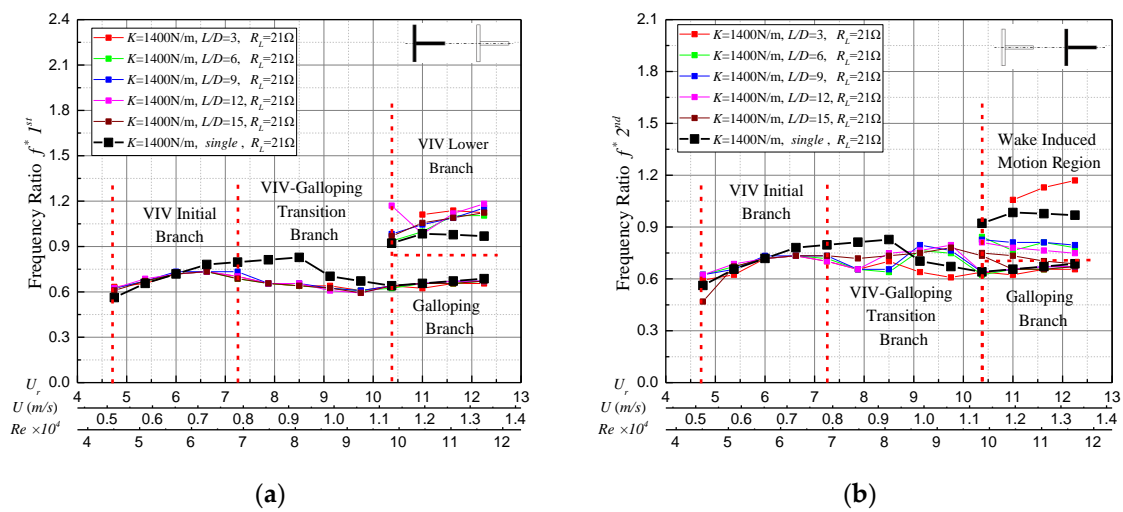 2.4
2.1
1.8
1.5
1.2
0.9
0.6
0.3
0.0
Frequency Ratio f* 1st
K=1400N/m, L/D=3, R_L=21Ω
K=1400N/m, L/D=6, R_L=21Ω
K=1400N/m, L/D=9, R_L=21Ω
K=1400N/m, L/D=12, R_L=21Ω
K=1400N/m, L/D=15, R_L=21Ω
K=1400N/m, single, R_L=21Ω
VIV Initial
Branch
VIV-Galloping
Transition
Branch
VIV Lower
Branch
Galloping
Branch
U_r
4 5 6 7 8 9 10 11 12 13
U (m/s)
0.5 0.6 0.7 0.8 0.9 1.0 1.1 1.2 1.3 1.4
Re ×10⁴
4 5 6 7 8 9 10 11 12
(a)
2.1
1.8
1.5
1.2
0.9
0.6
0.3
0.0
Frequency Ratio f* 2nd
K=1400N/m, L/D=3, R_L=21Ω
K=1400N/m, L/D=6, R_L=21Ω
K=1400N/m, L/D=9, R_L=21Ω
K=1400N/m, L/D=12, R_L=21Ω
K=1400N/m, L/D=15, R_L=21Ω
K=1400N/m, single, R_L=21Ω
VIV Initial
Branch
VIV-Galloping
Transition
Branch
Wake Induced
Motion Region
Galloping
Branch
U_r
4 5 6 7 8 9 10 11 12 13
U (m/s)
0.5 0.6 0.7 0.8 0.9 1.0 1.1 1.2 1.3 1.4
Re ×10⁴
4 5 6 7 8 9 10 11 12
(b)